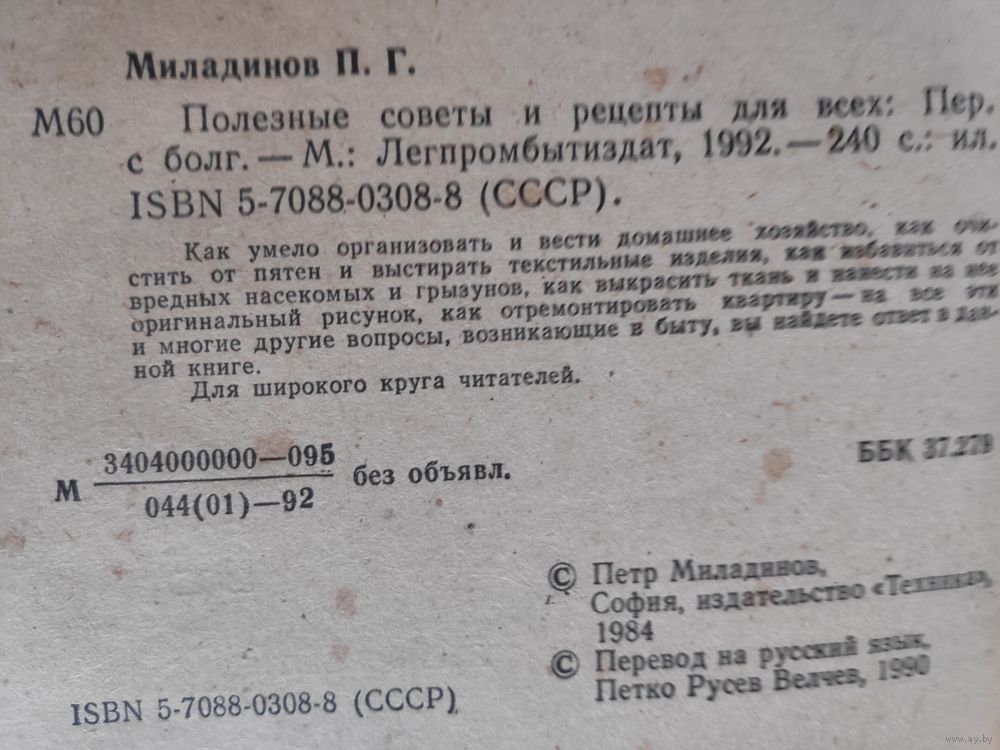 Миладинов П. Г.
М60 Полезные советы и рецепты для всех: Пер.
с болг. — М.: Легпромбытиздат, 1992. — 240 с.: ил.
ISBN 5-7088-0308-8 (СССР).
Как умело организовать и вести домашнее хозяйство, как очи-
стить от пятен и выстирать текстильные изделия, как избавиться от
вредных насекомых и грызунов, как выкрасить ткань и нанести на нее
оригинальный рисунок, как отремонтировать квартиру — на все эти
и многие другие вопросы, возникающие в быту, вы найдете ответ в дан-
ной книге.
Для широкого круга читателей.
М 3404000000—095
044(01)—92 без объявл.
ББК 37.279
© Петр Миладинов,
София, издательство «Техника»,
1984
© Перевод на русский язык,
Петко Русев Велчев, 1990
ISBN 5-7088-0308-8 (СССР)
www.ay.by